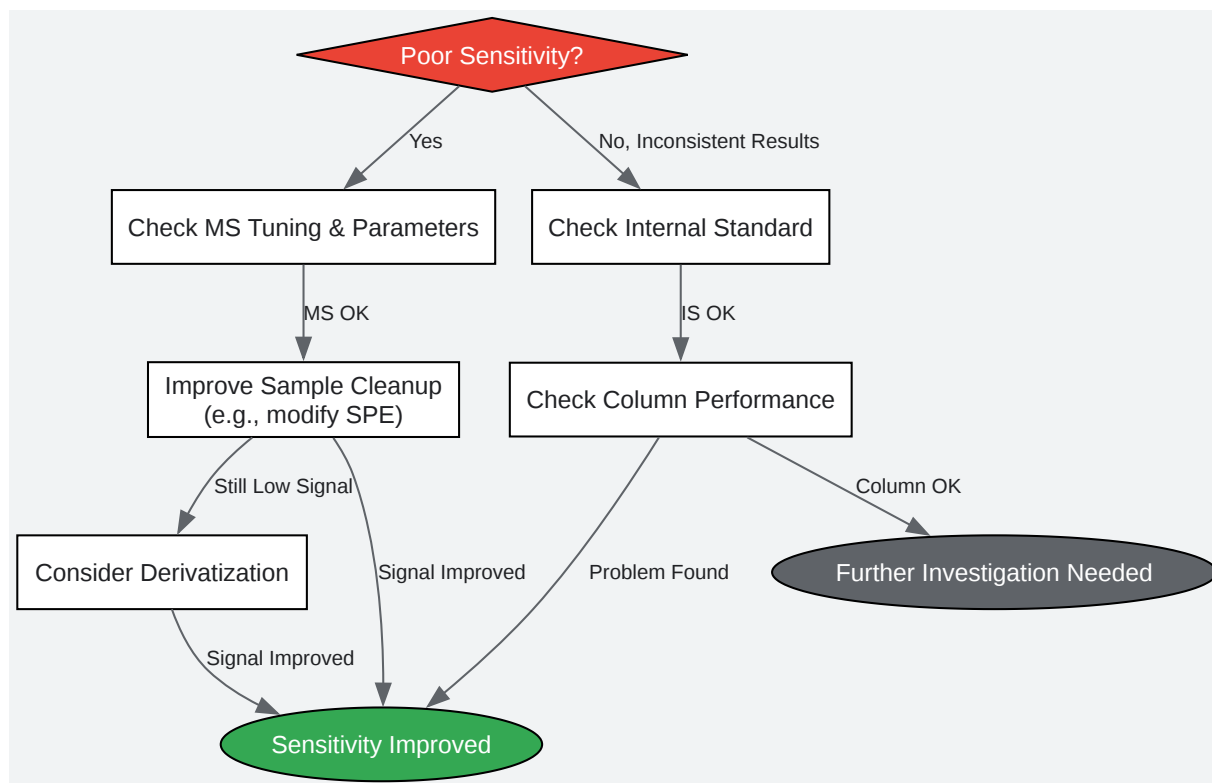 Poor Sensitivity?
Yes
No, Inconsistent Results
Check MS Tuning & Parameters
Check Internal Standard
MS OK
IS OK
Improve Sample Cleanup
(e.g., modify SPE)
Check Column Performance
Still Low Signal
Column OK
Consider Derivatization
Signal Improved
Problem Found
Further Investigation Needed
Signal Improved
Sensitivity Improved